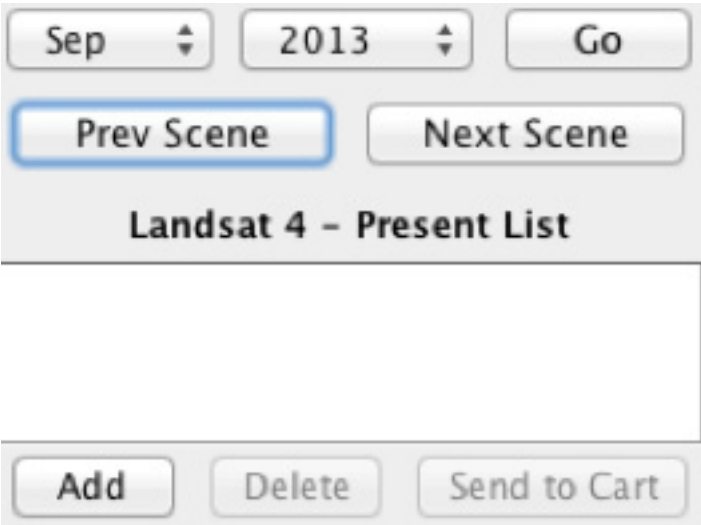 Sep 2013 Go
Prev Scene Next Scene
Landsat 4 – Present List
Add Delete Send to Cart